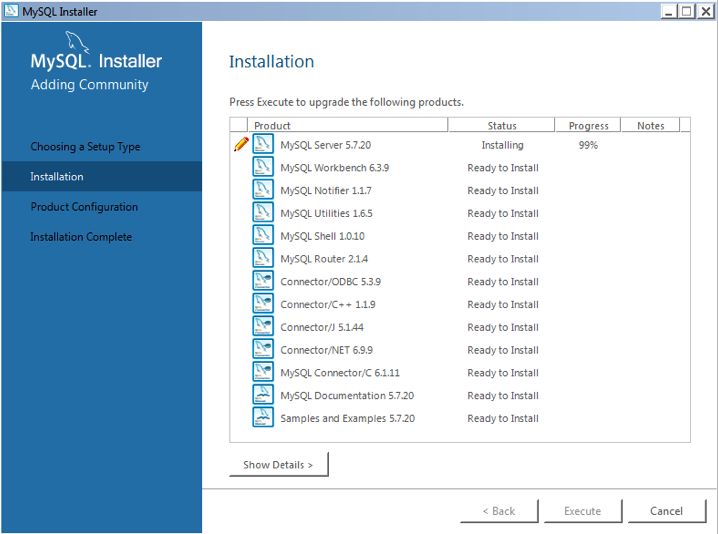 MySQL Installer
MySQL. Installer
Adding Community
Choosing a Setup Type
Installation
Product Configuration
Installation Complete
Installation
Press Execute to upgrade the following products.
Product Status Progress Notes
MySQL Server 5.7.20 Installing 99%
MySQL Workbench 6.3.9 Ready to Install
MySQL Notifier 1.1.7 Ready to Install
MySQL Utilities 1.6.5 Ready to Install
MySQL Shell 1.0.10 Ready to Install
MySQL Router 2.1.4 Ready to Install
Connector/ODBC 5.3.9 Ready to Install
Connector/C++ 1.1.9 Ready to Install
Connector/J 5.1.44 Ready to Install
Connector/NET 6.9.9 Ready to Install
MySQL Connector/C 6.1.11 Ready to Install
MySQL Documentation 5.7.20 Ready to Install
Samples and Examples 5.7.20 Ready to Install
Show Details >
< Back Execute Cancel